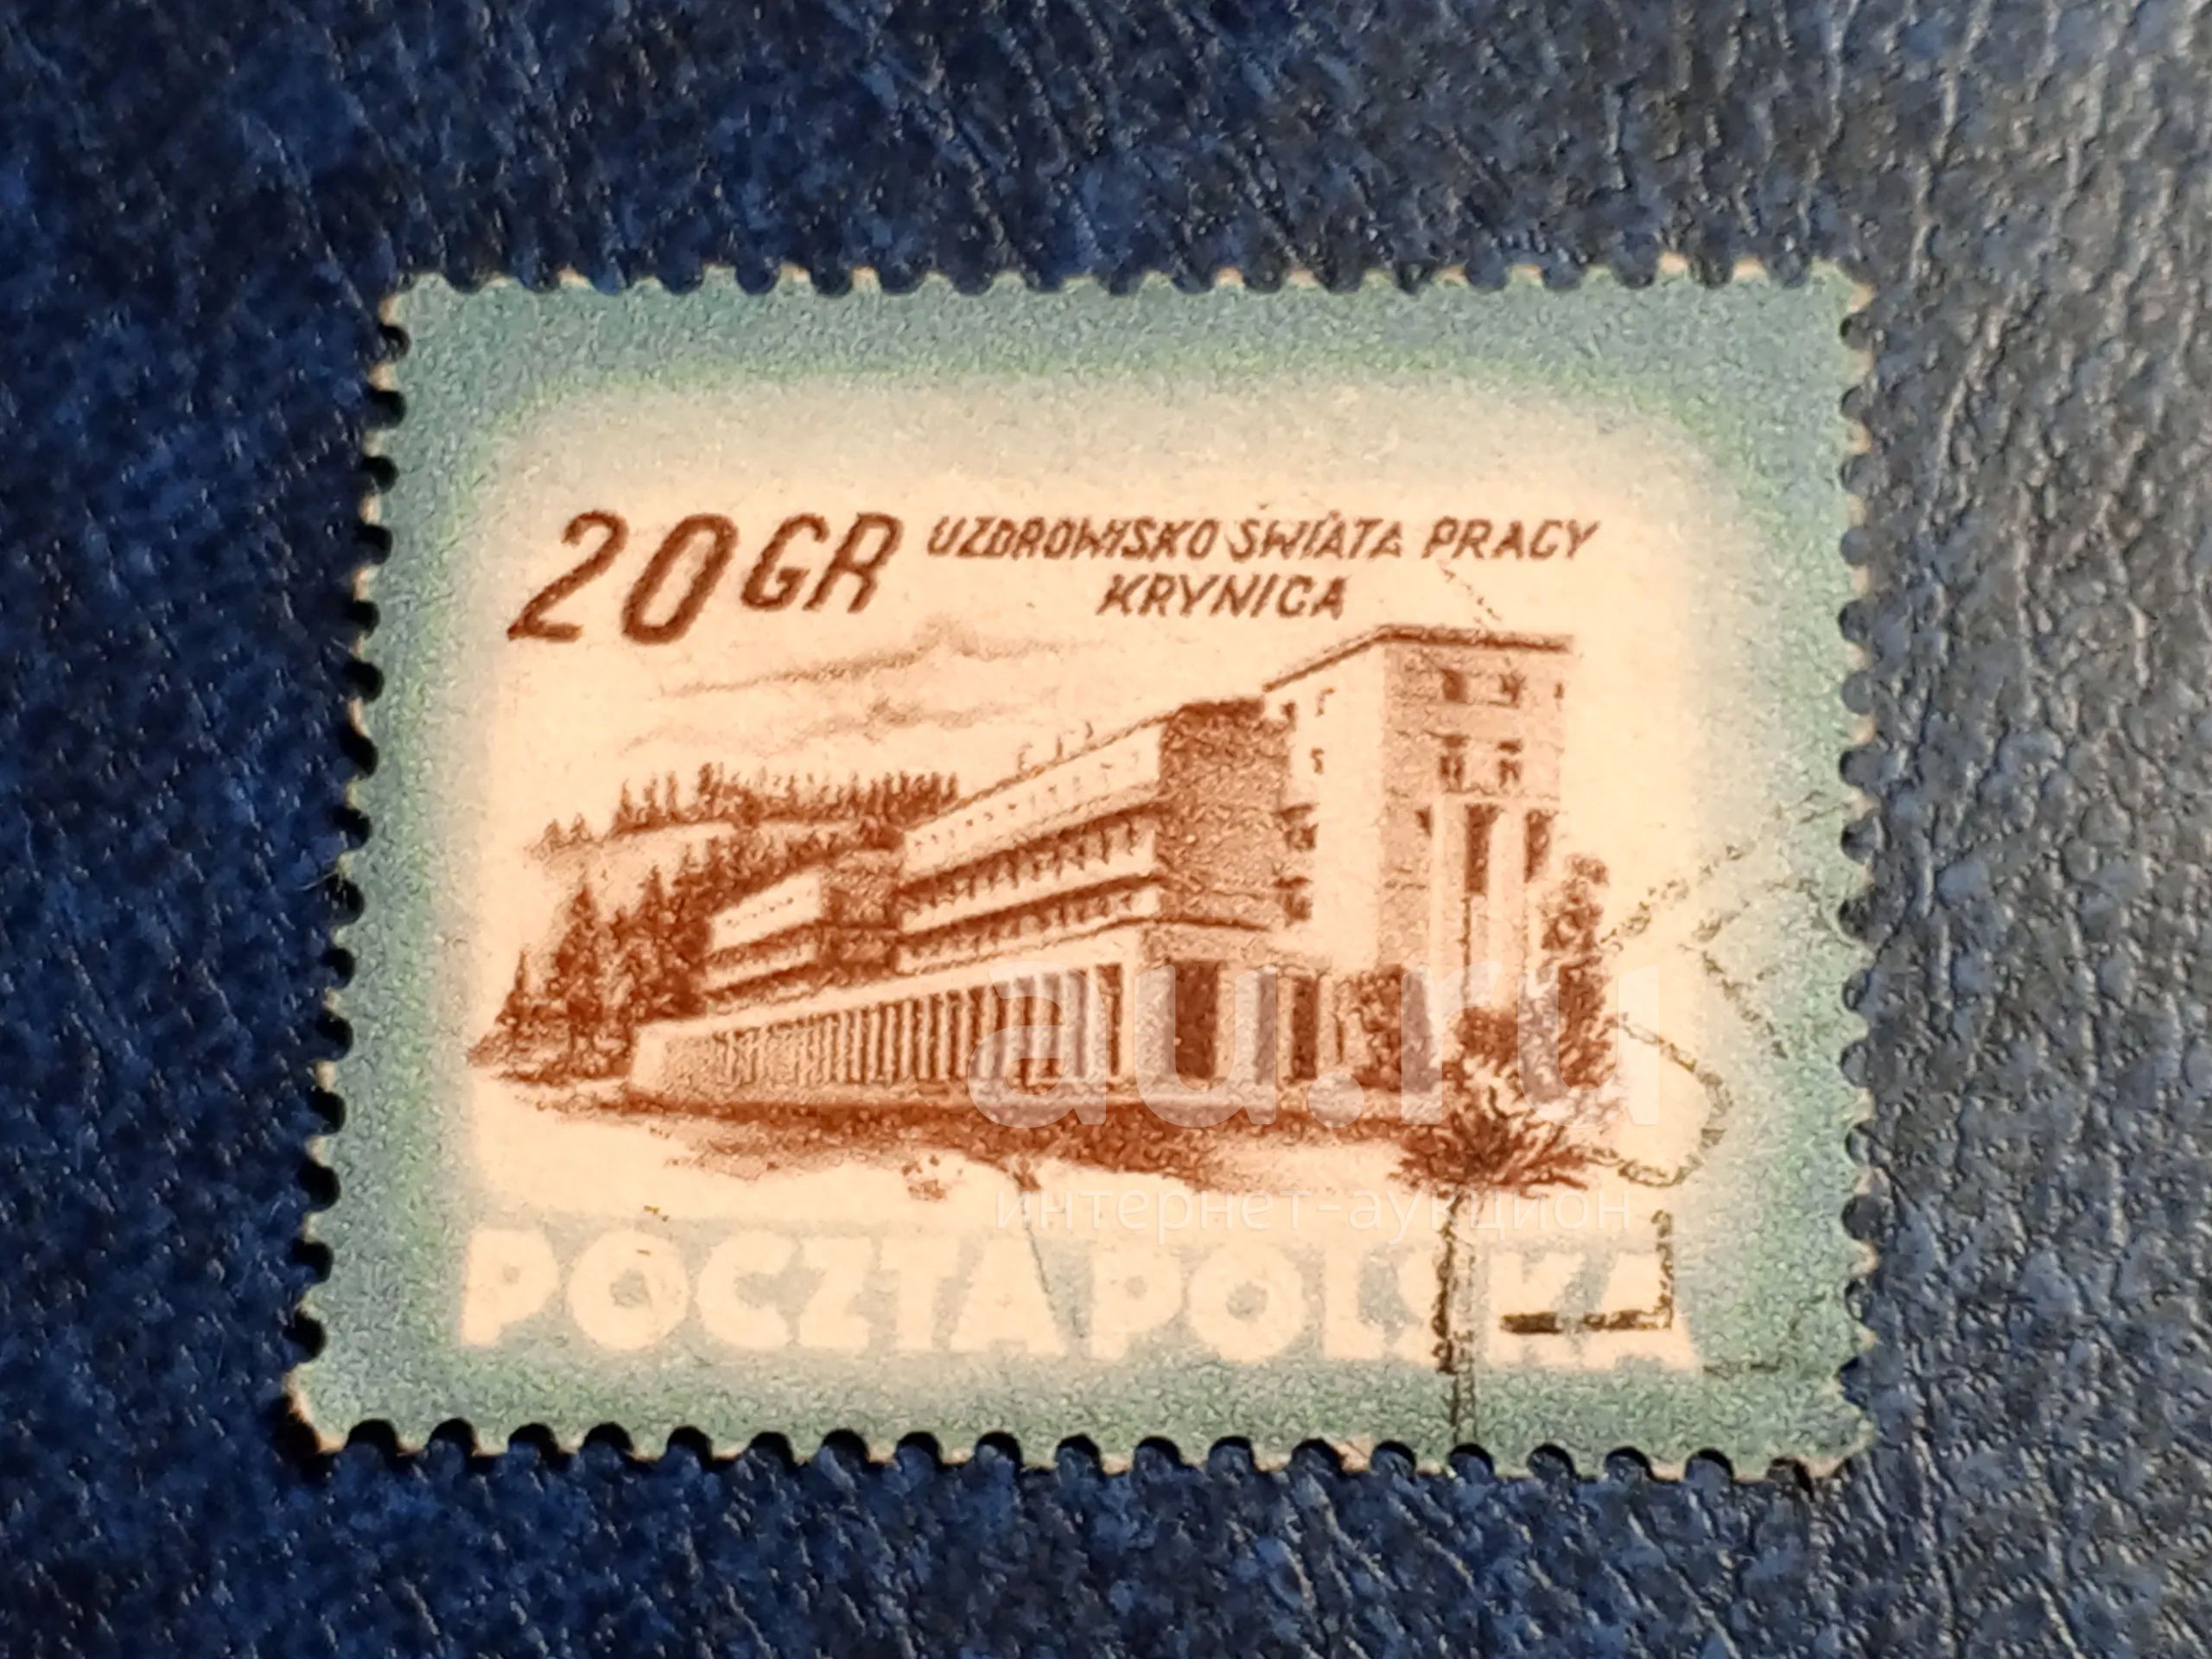 20 GR UZDROWISKO ŚWIATA PRACY
KRYNICA
au.ru
интернет-аукцион
POCZTA POLSKA